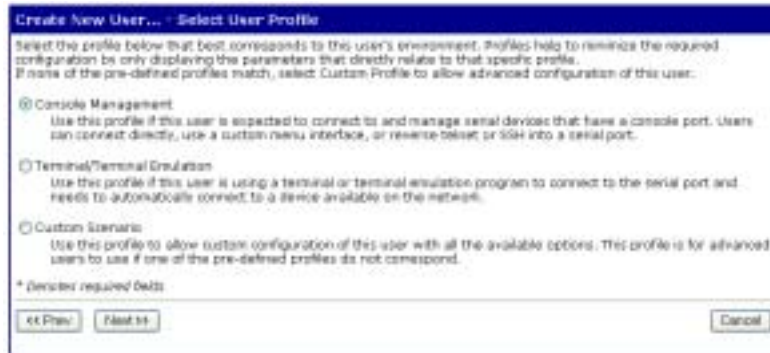 Create New User... - Select User Profile
Select the profile below that best corresponds to this user's environment. Profiles help to minimize the required
configuration by only displaying the parameters that directly relate to that specific profile.
If none of the pre-defined profiles match, select Custom Profile to allow advanced configuration of this user.
Console Management
Use this profile if this user is expected to connect to and manage serial devices that have a console port. Users
can connect directly, use a custom menu interface, or reverse telnet or SSH into a serial port.
Terminal/Terminal Emulation
Use this profile if this user is using a terminal or terminal emulation program to connect to the serial port and
needs to automatically connect to a device available on the network.
Custom Scenario
Use this profile to allow custom configuration of this user with all the available options. This profile is for advanced
users to use if one of the pre-defined profiles do not correspond.
* Denotes required fields
<< Prev
Next >>
Cancel